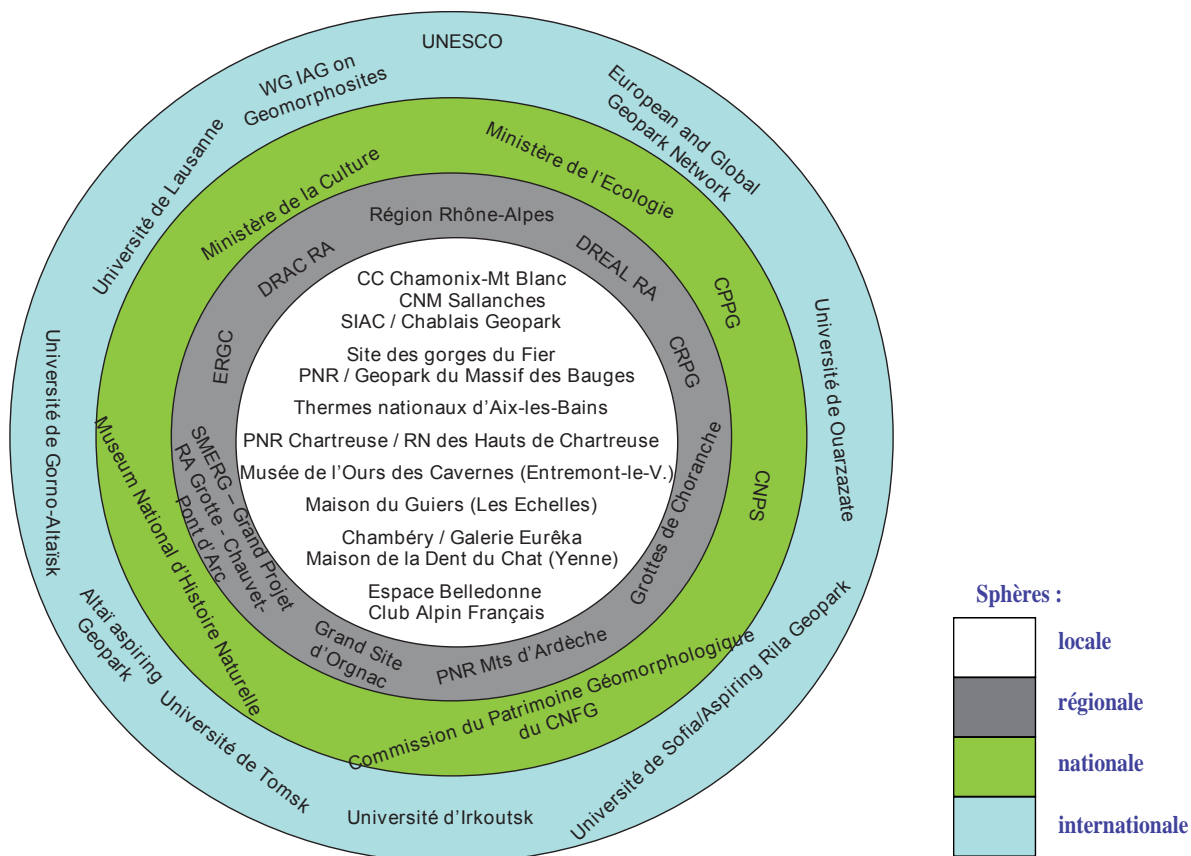 UNESCO
WG IAG on
Geomorphosites
European and Global
Geopark Network
Université de Lausanne
Université de Ouarzazate
Université de Gorno-Altaïsk
Altaï aspiring
Geopark
Université de Tomsk
Université d'Irkoutsk
Université de Sofia/Aspiring Rila Geopark
Ministère de la Culture
Ministère de l'Ecologie
CPPG
CNPS
Museum National d'Histoire Naturelle
Commission du Patrimoine Géomorphologique
du CNFG
Région Rhône-Alpes
DRAC RA
DREAL RA
ERGC
CRPG
SMERG – Grand Projet
RA Grotte - Chauvet-
Pont d'Arc
Grottes de Choranche
Grand Site
d'Orgnac
PNR Mts d'Ardèche
CC Chamonix-Mt Blanc
CNM Sallanches
SIAC / Chablais Geopark
Site des gorges du Fier
PNR / Geopark du Massif des Bauges
Thermes nationaux d'Aix-les-Bains
PNR Chartreuse / RN des Hauts de Chartreuse
Musée de l'Ours des Cavernes (Entremont-le-V.)
Maison du Guiers (Les Echelles)
Chambéry / Galerie Eurêka
Maison de la Dent du Chat (Yenne)
Espace Belledonne
Club Alpin Français
Sphères :
locale
régionale
nationale
internationale